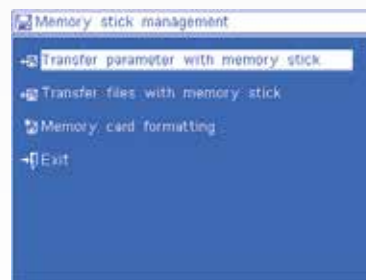 Memory stick management
Transfer parameter with memory stick
Transfer files with memory stick
Memory card formatting
Exit